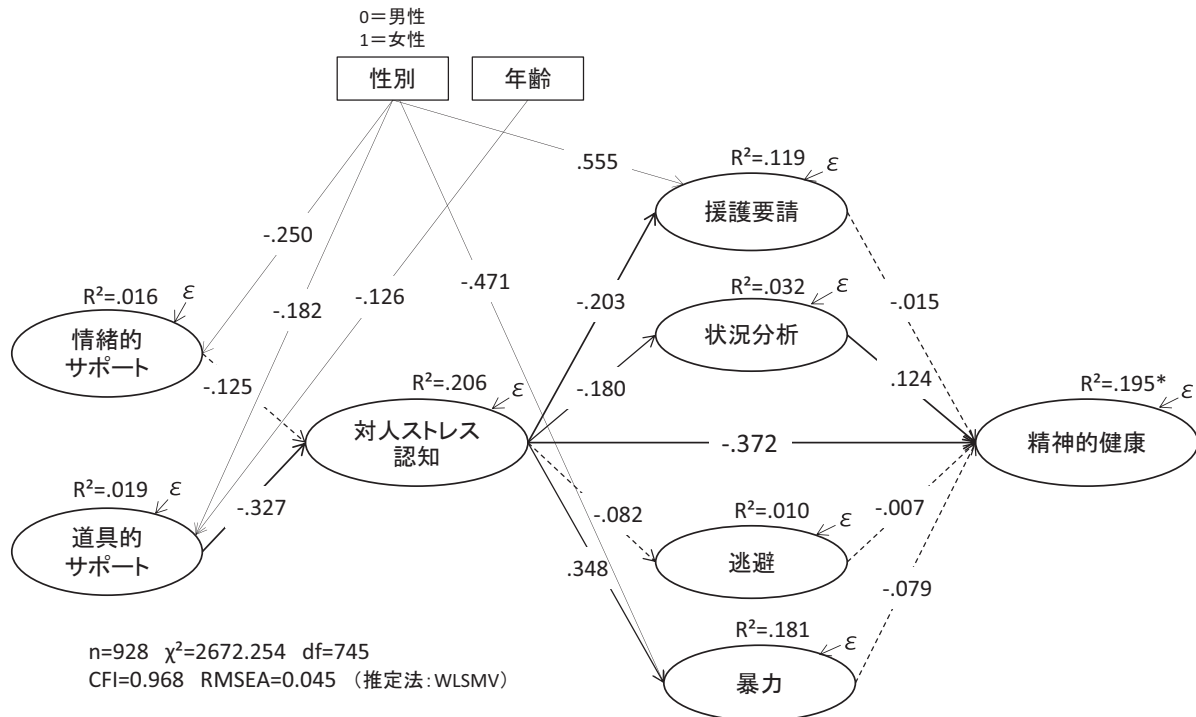 0=男性
1=女性
性別
年齢
.555
R²=.119
ε
援護要請
-.250
-.182
-.126
-.471
-.203
R²=.032
ε
状況分析
-.015
R²=.016
ε
情緒的
サポート
-.125
R²=.206
ε
対人ストレス
認知
-.180
.124
R²=.195*
ε
精神的健康
-.372
R²=.019
ε
道具的
サポート
-.327
-.082
R²=.010
ε
逃避
-.007
.348
-.079
R²=.181
ε
暴力
n=928 χ²=2672.254 df=745
CFI=0.968 RMSEA=0.045 (推定法:WLSMV)